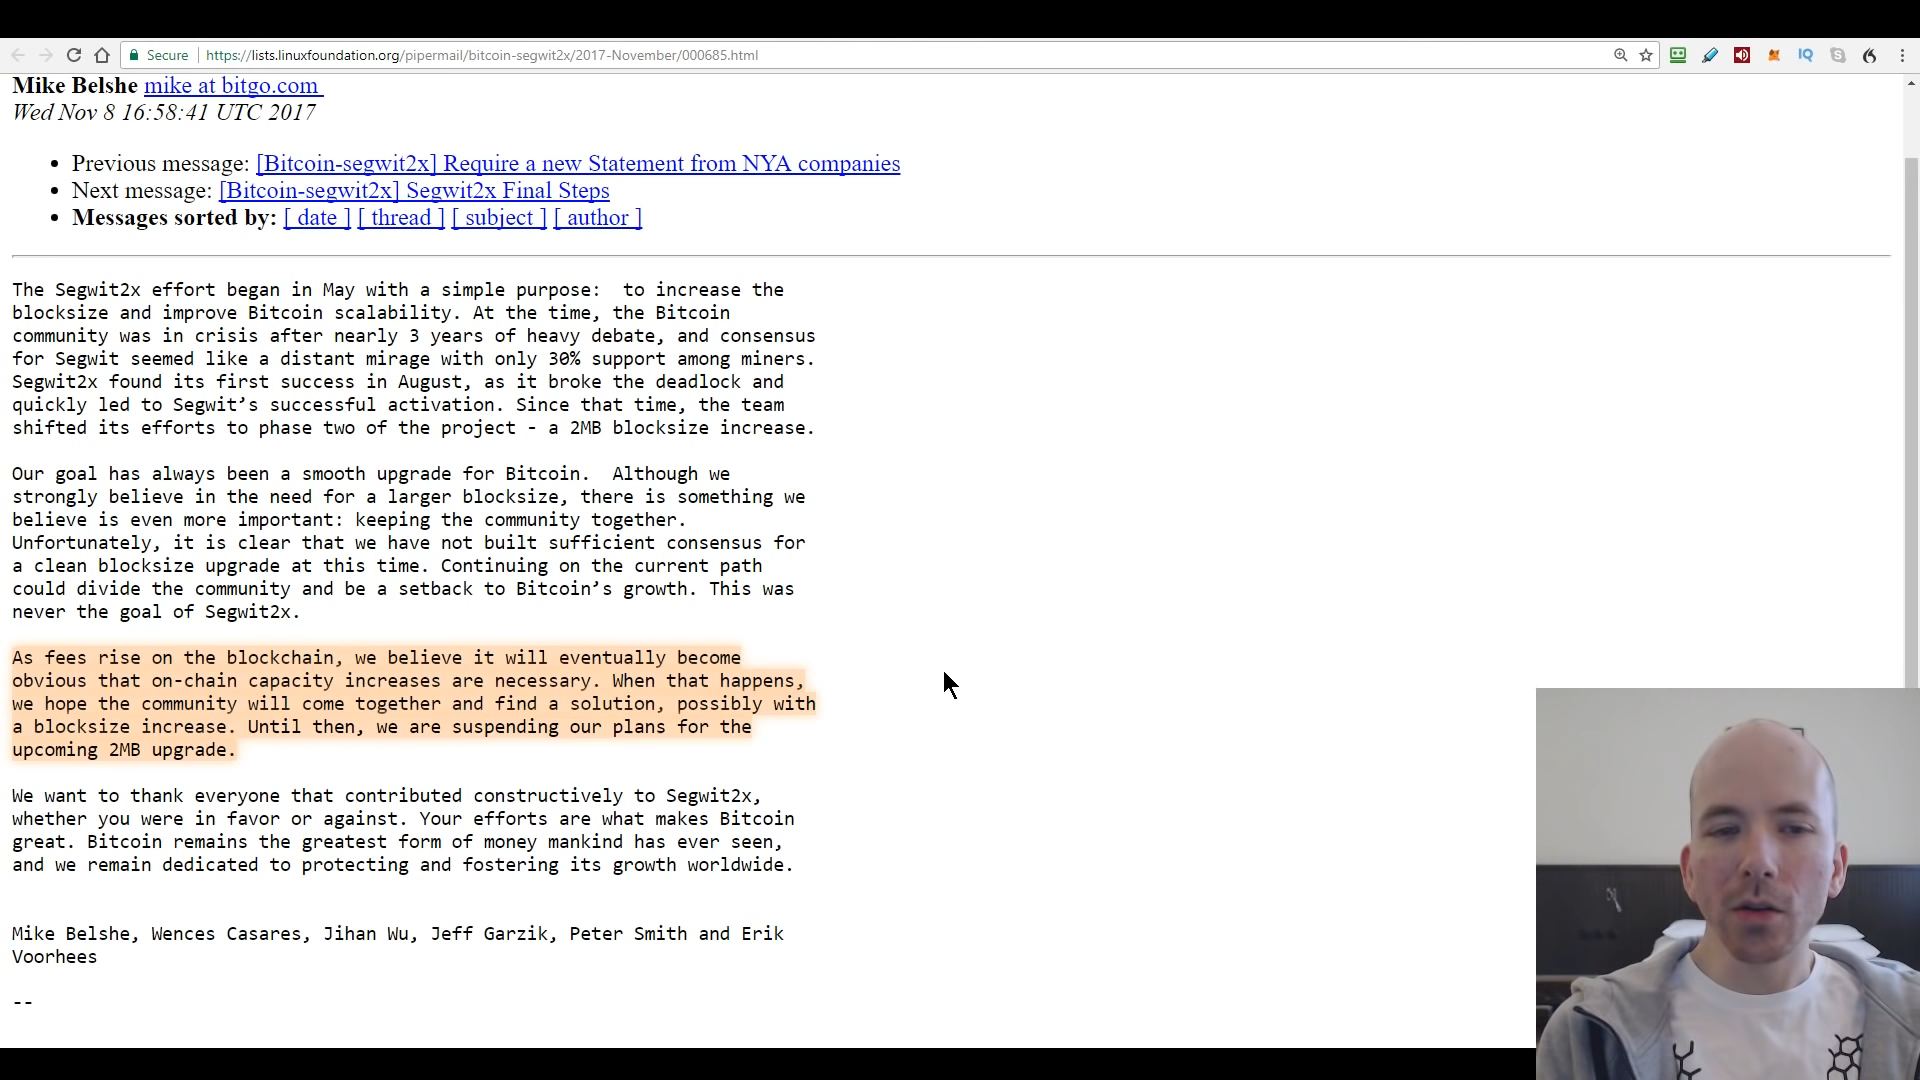 Secure https://lists.linuxfoundation.org/pipermail/bitcoin-segwit2x/2017-November/000685.html
IQ
Mike Belshe mike at bitgo.com
Wed Nov 8 16:58:41 UTC 2017
Previous message: [Bitcoin-segwit2x] Require a new Statement from NYA companies
Next message: [Bitcoin-segwit2x] Segwit2x Final Steps
Messages sorted by: [ date ] [ thread ] [ subject ] [ author ]
The Segwit2x effort began in May with a simple purpose:  to increase the
blocksize and improve Bitcoin scalability. At the time, the Bitcoin
community was in crisis after nearly 3 years of heavy debate, and consensus
for Segwit seemed like a distant mirage with only 30% support among miners.
Segwit2x found its first success in August, as it broke the deadlock and
quickly led to Segwit’s successful activation. Since that time, the team
shifted its efforts to phase two of the project - a 2MB blocksize increase.
Our goal has always been a smooth upgrade for Bitcoin.  Although we
strongly believe in the need for a larger blocksize, there is something we
believe is even more important: keeping the community together.
Unfortunately, it is clear that we have not built sufficient consensus for
a clean blocksize upgrade at this time. Continuing on the current path
could divide the community and be a setback to Bitcoin’s growth. This was
never the goal of Segwit2x.
As fees rise on the blockchain, we believe it will eventually become
obvious that on-chain capacity increases are necessary. When that happens,
we hope the community will come together and find a solution, possibly with
a blocksize increase. Until then, we are suspending our plans for the
upcoming 2MB upgrade.
We want to thank everyone that contributed constructively to Segwit2x,
whether you were in favor or against. Your efforts are what makes Bitcoin
great. Bitcoin remains the greatest form of money mankind has ever seen,
and we remain dedicated to protecting and fostering its growth worldwide.
Mike Belshe, Wences Casares, Jihan Wu, Jeff Garzik, Peter Smith and Erik
Voorhees
--